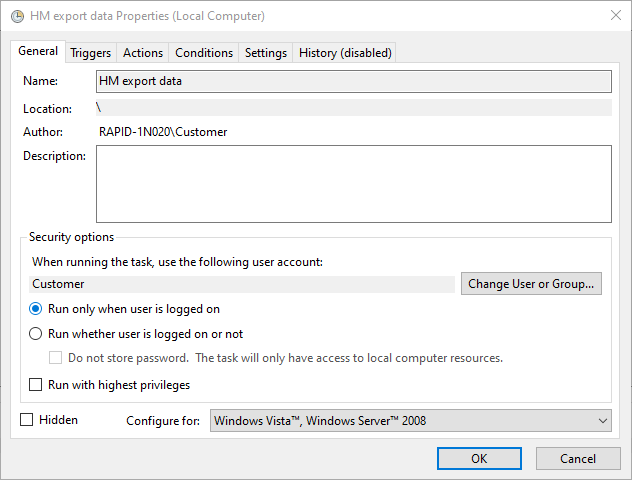 HM export data Properties (Local Computer)
General Triggers Actions Conditions Settings History (disabled)
Name: HM export data
Location: \
Author: RAPID-1N020\Customer
Description:
Security options
When running the task, use the following user account:
Customer Change User or Group...
Run only when user is logged on
Run whether user is logged on or not
Do not store password. The task will only have access to local computer resources.
Run with highest privileges
Hidden Configure for: Windows Vista™, Windows Server™ 2008
OK Cancel